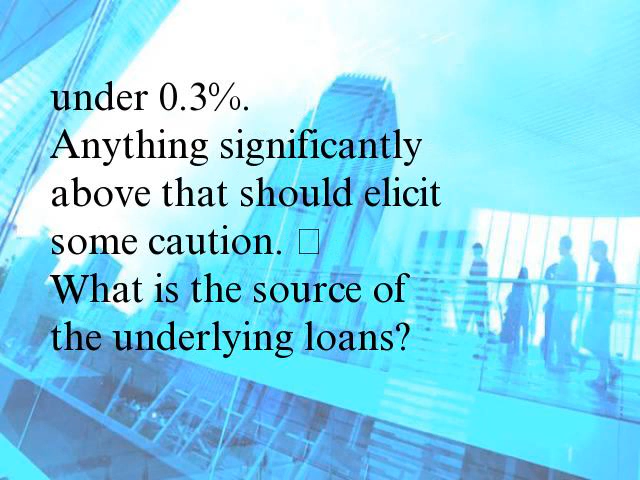 under 0.3%.
Anything significantly
above that should elicit
some caution. □
What is the source of
the underlying loans?